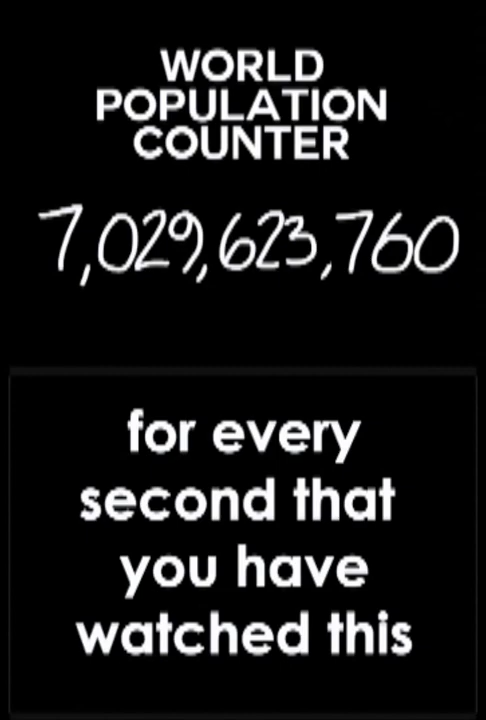 WORLD
POPULATION
COUNTER
7,029,623,760
for every
second that
you have
watched this